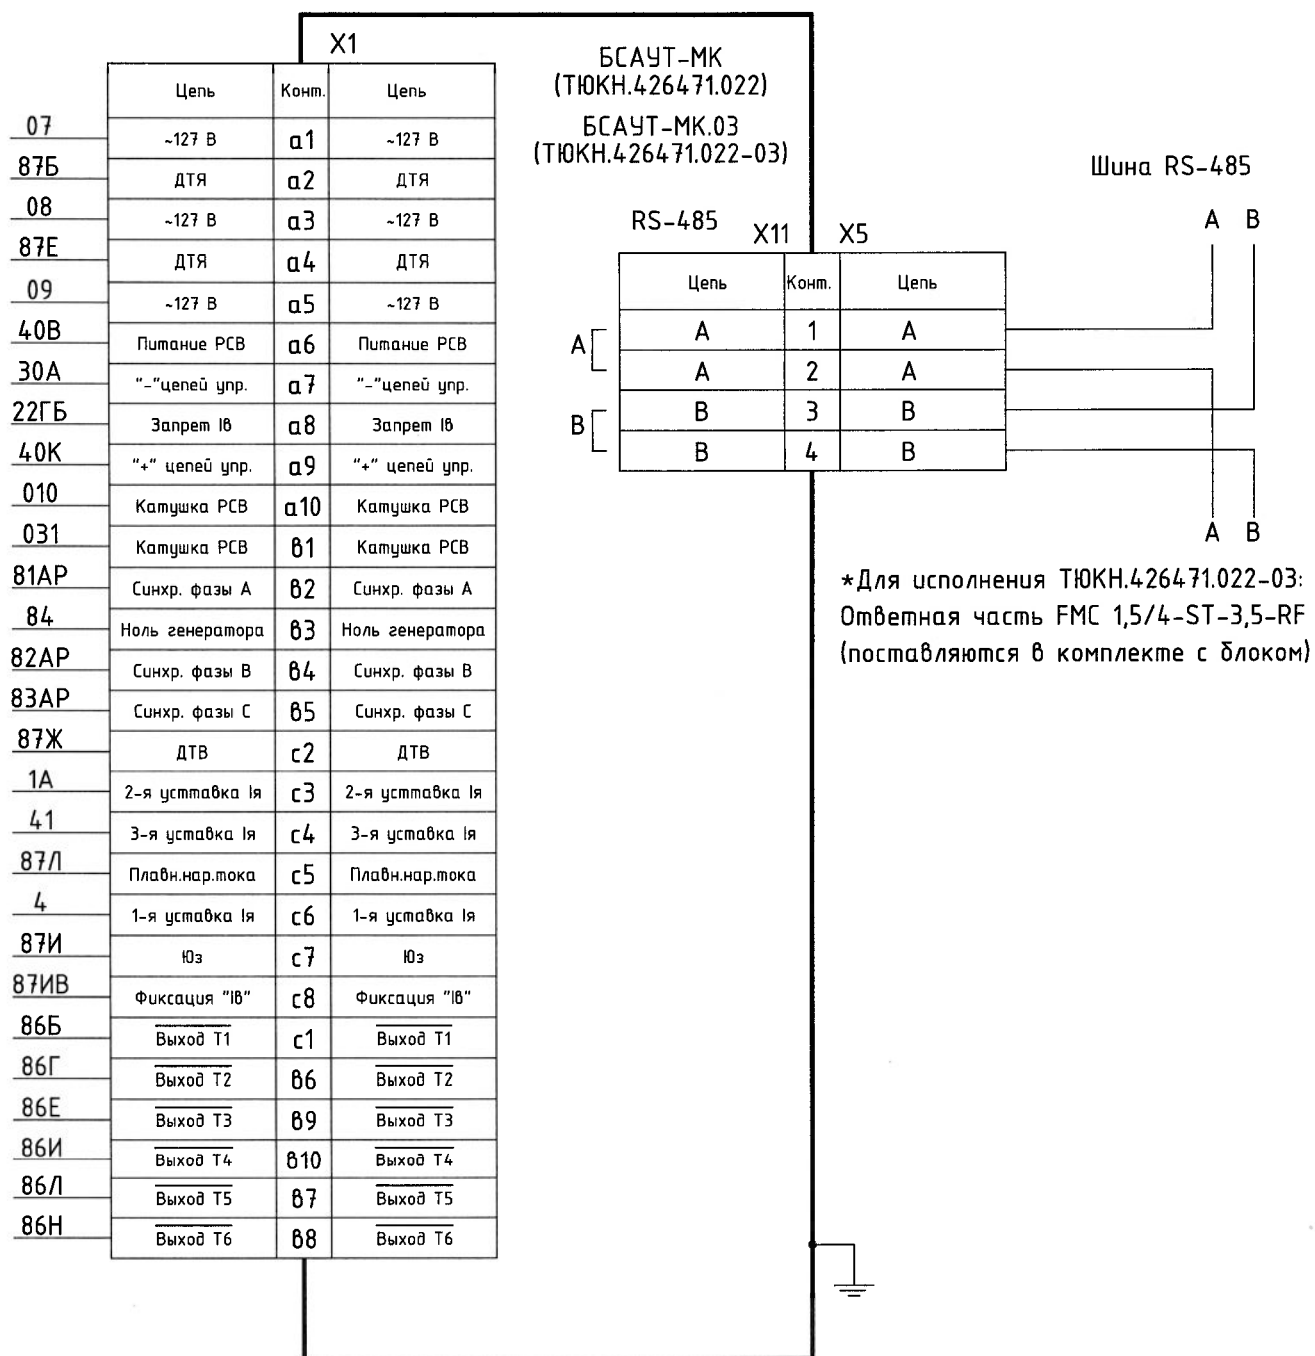 X1
Цепь Конт. Цепь
07 ~127 В а1 ~127 В
87Б ДТЯ а2 ДТЯ
08 ~127 В а3 ~127 В
87Е ДТЯ а4 ДТЯ
09 ~127 В а5 ~127 В
40В Питание РСВ а6 Питание РСВ
30А "-"цепей упр. а7 "-"цепей упр.
22ГБ Запрет Iв а8 Запрет Iв
40К "+" цепей упр. а9 "+" цепей упр.
010 Катушка РСВ а10 Катушка РСВ
031 Катушка РСВ в1 Катушка РСВ
81АР Синхр. фазы А в2 Синхр. фазы А
84 Ноль генератора в3 Ноль генератора
82АР Синхр. фазы В в4 Синхр. фазы В
83АР Синхр. фазы С в5 Синхр. фазы С
87Ж ДТВ с2 ДТВ
1А 2-я усттавка Iя с3 2-я усттавка Iя
41 3-я уставка Iя с4 3-я уставка Iя
87Л Плавн.нар.тока с5 Плавн.нар.тока
4 1-я уставка Iя с6 1-я уставка Iя
87И Юз с7 Юз
87ИВ Фиксация "Iв" с8 Фиксация "Iв"
86Б Выход Т1 с1 Выход Т1
86Г Выход Т2 в6 Выход Т2
86Е Выход Т3 в9 Выход Т3
86И Выход Т4 в10 Выход Т4
86Л Выход Т5 в7 Выход Т5
86Н Выход Т6 в8 Выход Т6
БСАУТ-МК
(ТЮКН.426471.022)
БСАУТ-МК.03
(ТЮКН.426471.022-03)
RS-485 X11 X5
Цепь Конт. Цепь
А
А 1 А
А 2 А
В
В 3 В
В 4 В
Шина RS-485
А В
А В
*Для исполнения ТЮКН.426471.022-03:
Ответная часть FMC 1,5/4-ST-3,5-RF
(поставляются в комплекте с блоком)